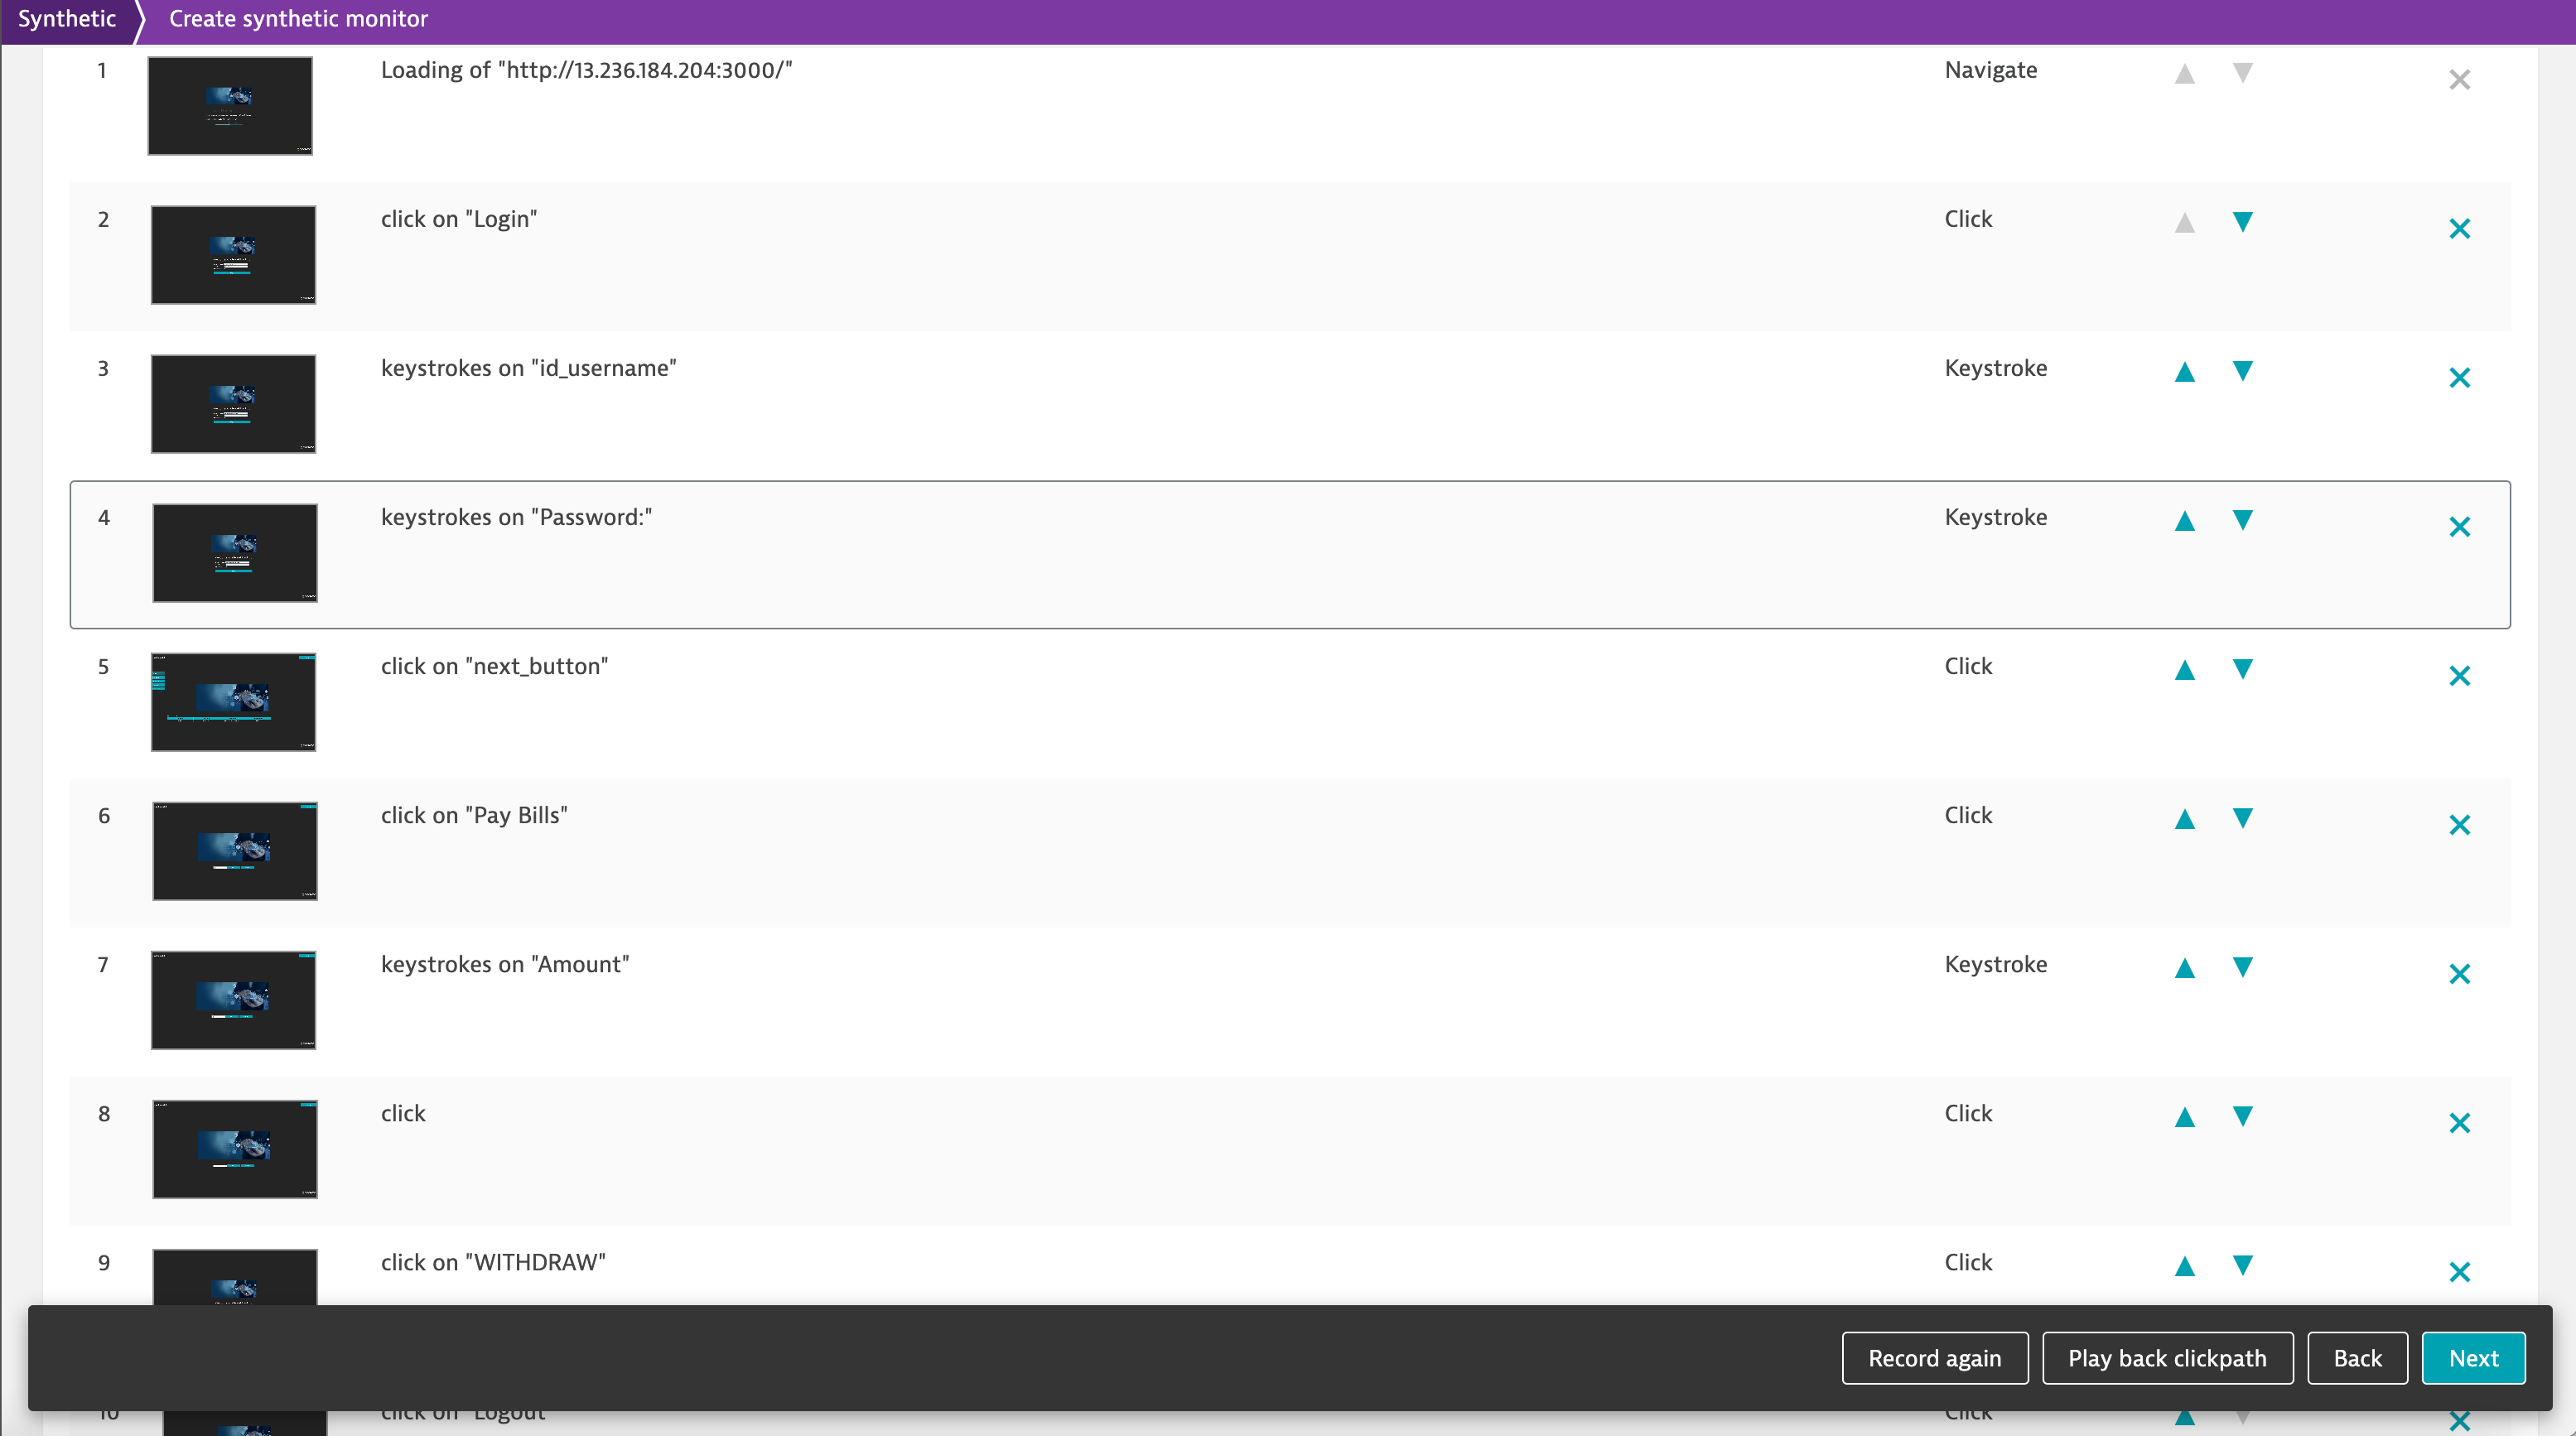 Synthetic Create synthetic monitor
1 Loading of "http://13.236.184.204:3000/" Navigate
2 click on "Login" Click
3 keystrokes on "id_username" Keystroke
4 keystrokes on "Password:" Keystroke
5 click on "next_button" Click
6 click on "Pay Bills" Click
7 keystrokes on "Amount" Keystroke
8 click Click
9 click on "WITHDRAW" Click
Record again Play back clickpath Back Next
10 click on "Logout" Click